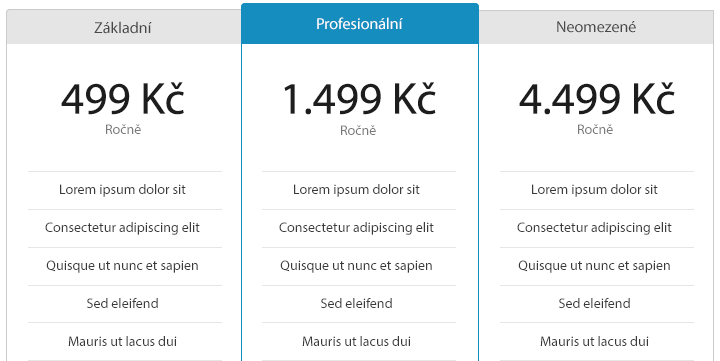 Základní
499 Kč
Ročně
Lorem ipsum dolor sit
Consectetur adipiscing elit
Quisque ut nunc et sapien
Sed eleifend
Mauris ut lacus dui
Profesionální
1.499 Kč
Ročně
Lorem ipsum dolor sit
Consectetur adipiscing elit
Quisque ut nunc et sapien
Sed eleifend
Mauris ut lacus dui
Neomezené
4.499 Kč
Ročně
Lorem ipsum dolor sit
Consectetur adipiscing elit
Quisque ut nunc et sapien
Sed eleifend
Mauris ut lacus dui